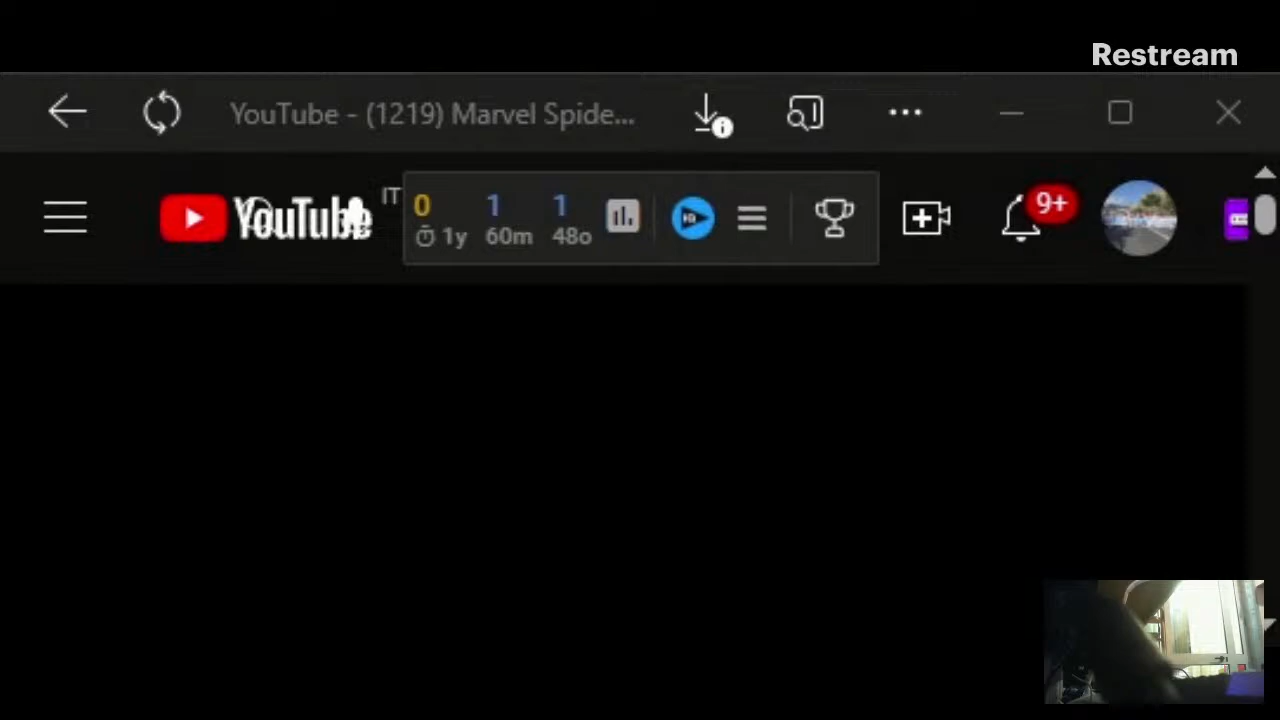 Restream
YouTube - (1219) Marvel Spide...
YouTube IT
0 1 1
1y 60m 48o
9+